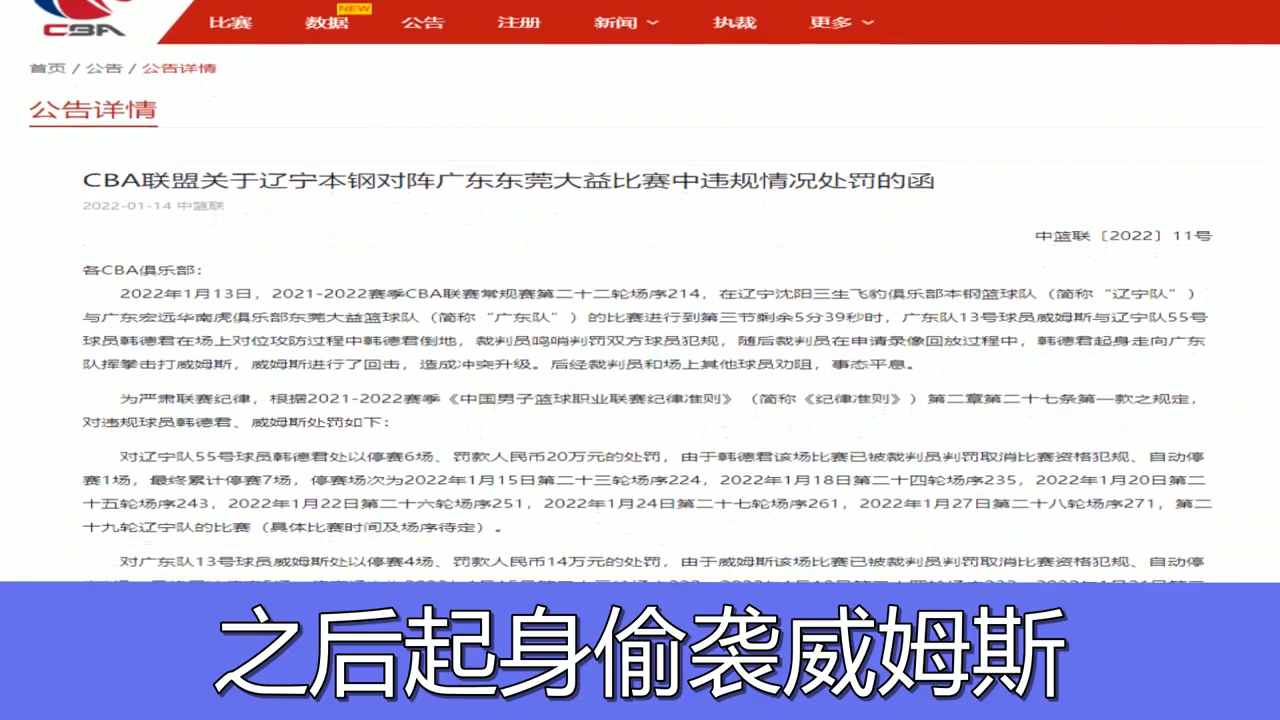 CBA
比赛
数据
NEW
公告
注册
新闻
执裁
更多
首页 / 公告 / 公告详情
公告详情
CBA联盟关于辽宁本钢对阵广东东莞大益比赛中违规情况处罚的函
2022-01-14 中篮联
中篮联〔2022〕11号
各CBA俱乐部：
2022年1月13日，2021-2022赛季CBA联赛常规赛第二十二轮场序214，在辽宁沈阳三生飞豹俱乐部本钢篮球队（简称“辽宁队”）
与广东宏远华南虎俱乐部东莞大益篮球队（简称“广东队”）的比赛进行到第三节剩余5分39秒时，广东队13号球员威姆斯与辽宁队55号
球员韩德君在场上对位攻防过程中韩德君倒地，裁判员鸣哨判罚双方球员犯规，随后裁判员在申请录像回放过程中，韩德君起身走向广东
队挥拳击打威姆斯，威姆斯进行了回击，造成冲突升级。后经裁判员和场上其他球员劝阻，事态平息。
为严肃联赛纪律，根据2021-2022赛季《中国男子篮球职业联赛纪律准则》（简称《纪律准则》）第二章第二十七条第一款之规定，
对违规球员韩德君、威姆斯处罚如下：
对辽宁队55号球员韩德君处以停赛6场、罚款人民币20万元的处罚，由于韩德君该场比赛已被裁判员判罚取消比赛资格犯规、自动停
赛1场，最终累计停赛7场，停赛场次为2022年1月15日第二十三轮场序224，2022年1月18日第二十四轮场序235，2022年1月20日第二
十五轮场序243，2022年1月22日第二十六轮场序251，2022年1月24日第二十七轮场序261，2022年1月27日第二十八轮场序271，第二
十九轮辽宁队的比赛（具体比赛时间及场序待定）。
对广东队13号球员威姆斯处以停赛4场、罚款人民币14万元的处罚，由于威姆斯该场比赛已被裁判员判罚取消比赛资格犯规、自动停
之后起身偷袭威姆斯